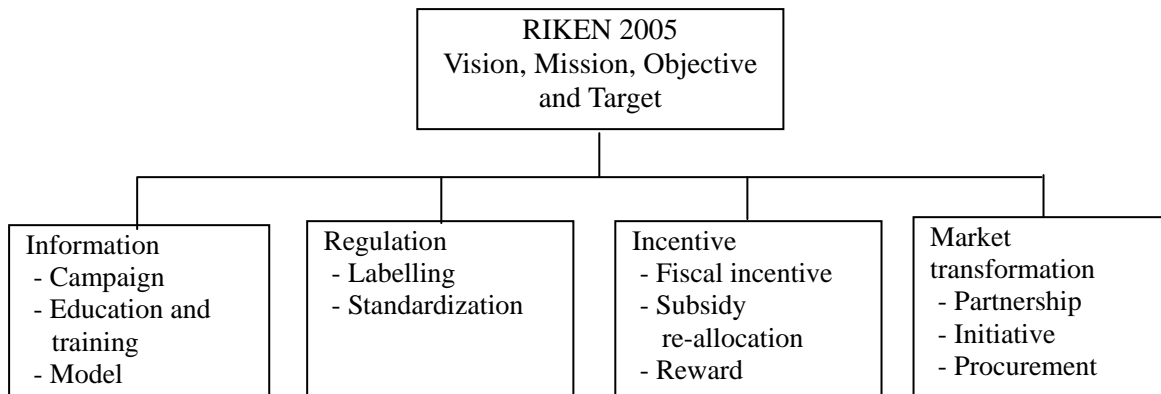 RIKEN 2005
Vision, Mission, Objective
and Target
Information
- Campaign
- Education and
training
- Model
Regulation
- Labelling
- Standardization
Incentive
- Fiscal incentive
- Subsidy
re-allocation
- Reward
Market
transformation
- Partnership
- Initiative
- Procurement